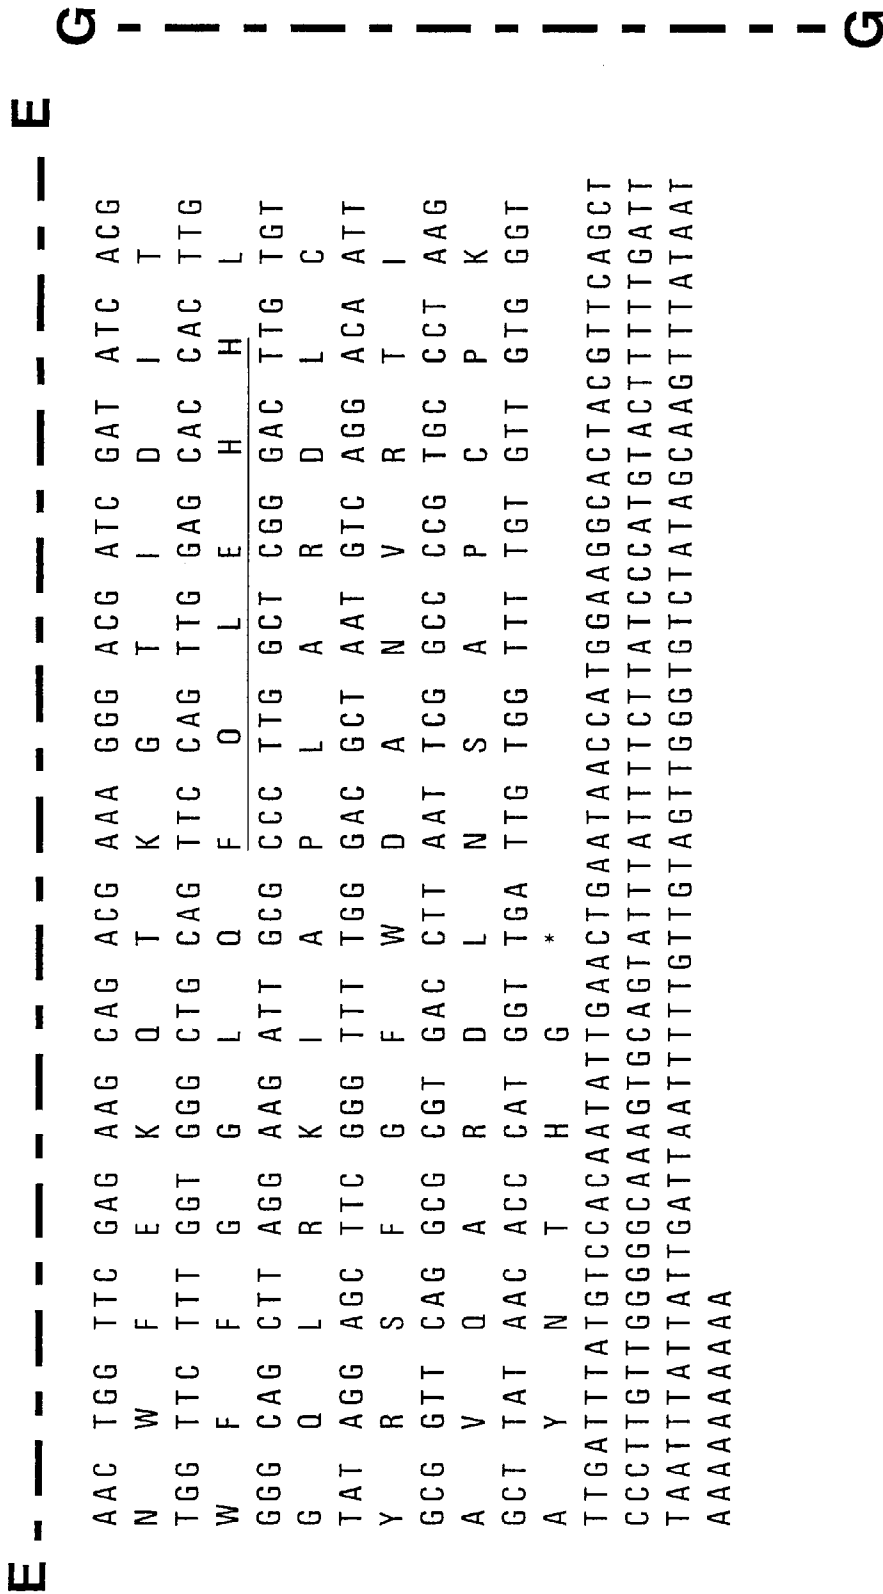 E E
AAC TGG TTC GAG AAG CAG ACG AAA GGG ACG ATC GAT ATC ACG
N W F E K Q T K G T I D I T
TGG TTC TTT GGT GGG CTG CAG TTC CAG TTG GAG CAC CAC TTG
W F F G G L Q F Q L E H H L
GGG CAG CTT AGG AAG ATT GCG CCC TTG GCT CGG GAC TTG TGT
G Q L R K I A P L A R D L C
TAT AGG AGC TTC GGG TTT TGG GAC GCT AAT GTC AGG ACA ATT
Y R S F G F W D A N V R T I
GCG GTT CAG GCG CGT GAC CTT AAT TCG GCC CCG TGC CCT AAG
A V Q A R D L N S A P C P K
GCT TAT AAC ACC CAT GGT TGA TTG TGG TTT TGT GTT GTG GGT
A Y N T H G *
TTGATTTATGTCCACAATATTGAACTGAATAACCATGGAAGGCACTACGTTCAGCT
CCCTTGTTGGGGGCAAAGTGCAGTATTTATTTTCTTATCCCATGTACTTTTTTGATT
TAATTTATTATTGATTAATTTTTGTTGTAGTTGGGTGTCTATAGCAAGTTTTATAAT
AAAAAAAAAA
G G